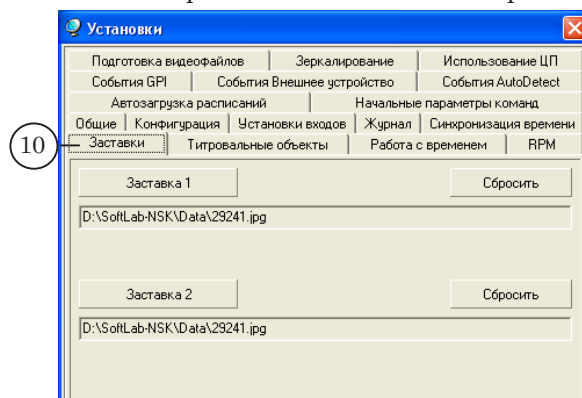 Установки
Подготовка видеофайлов Зеркалирование Использование ЦП
События GPI События Внешнее устройство События AutoDetect
Автозагрузка расписаний Начальные параметры команд
Общие Конфигурация Установки входов Журнал Синхронизация времени
10 Заставки Титровальные объекты Работа с временем RPM
Заставка 1 Сбросить
D:\SoftLab-NSK\Data\29241.jpg
Заставка 2 Сбросить
D:\SoftLab-NSK\Data\29241.jpg